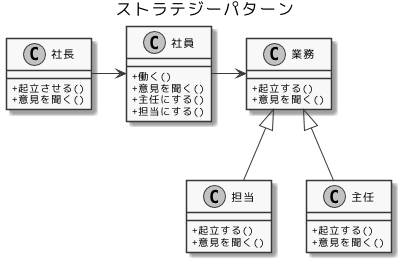 ストラテジーパターン
C 社長
+起立させる()
+意見を聞く()
C 社員
+働く()
+意見を聞く()
+主任にする()
+担当にする()
C 業務
+起立する()
+意見を聞く()
C 担当
+起立する()
+意見を聞く()
C 主任
+起立する()
+意見を聞く()